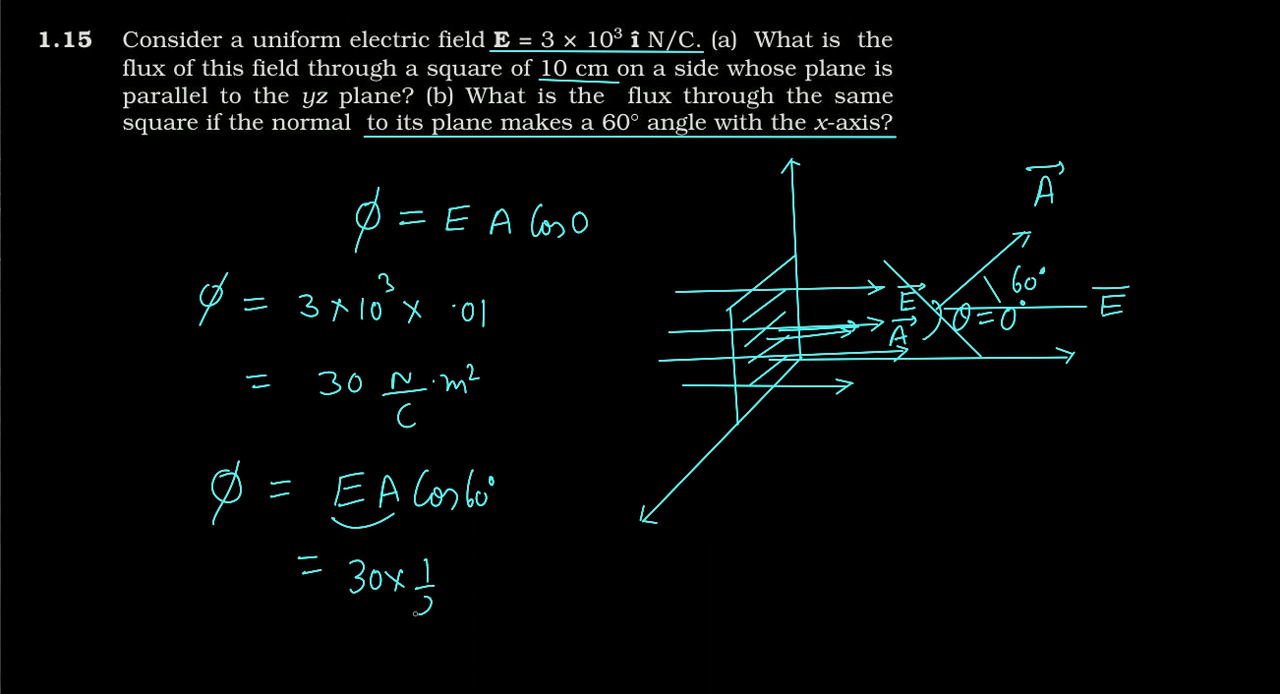 1.15 Consider a uniform electric field E = 3 × 10³ î N/C. (a) What is the
flux of this field through a square of 10 cm on a side whose plane is
parallel to the yz plane? (b) What is the flux through the same
square if the normal to its plane makes a 60° angle with the x-axis?
A⃗
ϕ = E A Cos0
60°
E⃗
E̅
ϕ = 3 × 10³ × .01
A⃗
θ = 0°
= 30 N/C . m²
ϕ = E A Cos60°
= 30 × 1/2